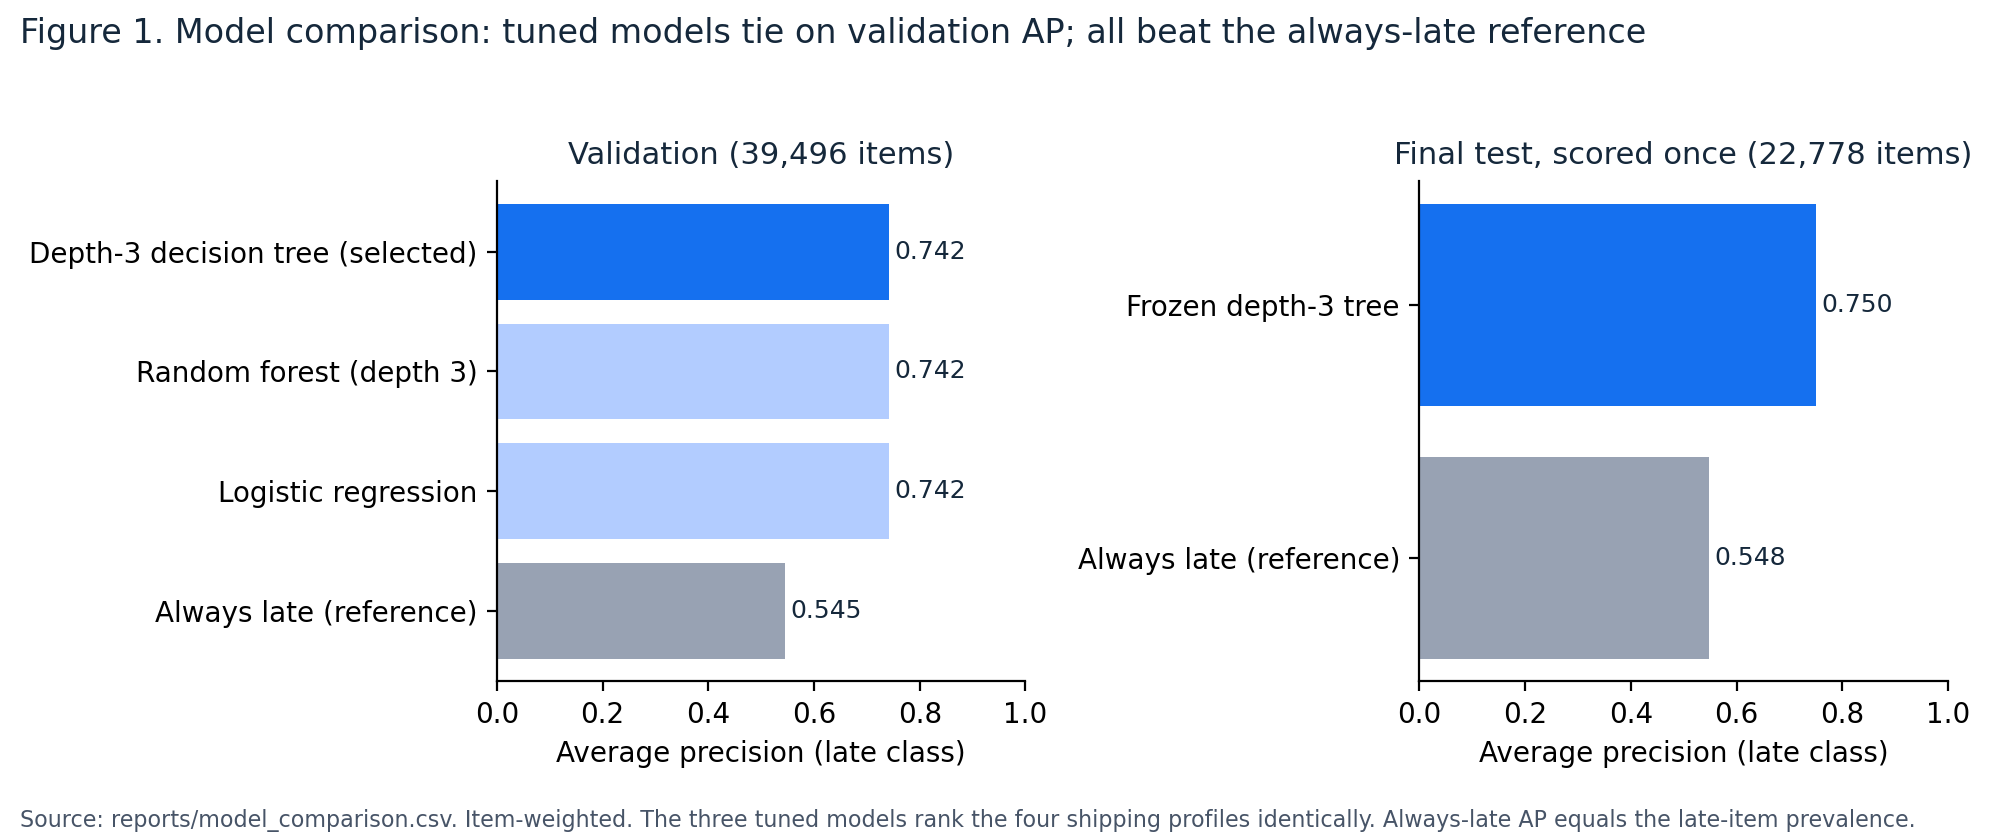 Figure 1. Model comparison: tuned models tie on validation AP; all beat the always-late reference
Validation (39,496 items)
Depth-3 decision tree (selected)
0.742
Random forest (depth 3)
0.742
Logistic regression
0.742
Always late (reference)
0.545
0.0 0.2 0.4 0.6 0.8 1.0
Average precision (late class)
Final test, scored once (22,778 items)
Frozen depth-3 tree
0.750
Always late (reference)
0.548
0.0 0.2 0.4 0.6 0.8 1.0
Average precision (late class)
Source: reports/model_comparison.csv. Item-weighted. The three tuned models rank the four shipping profiles identically. Always-late AP equals the late-item prevalence.